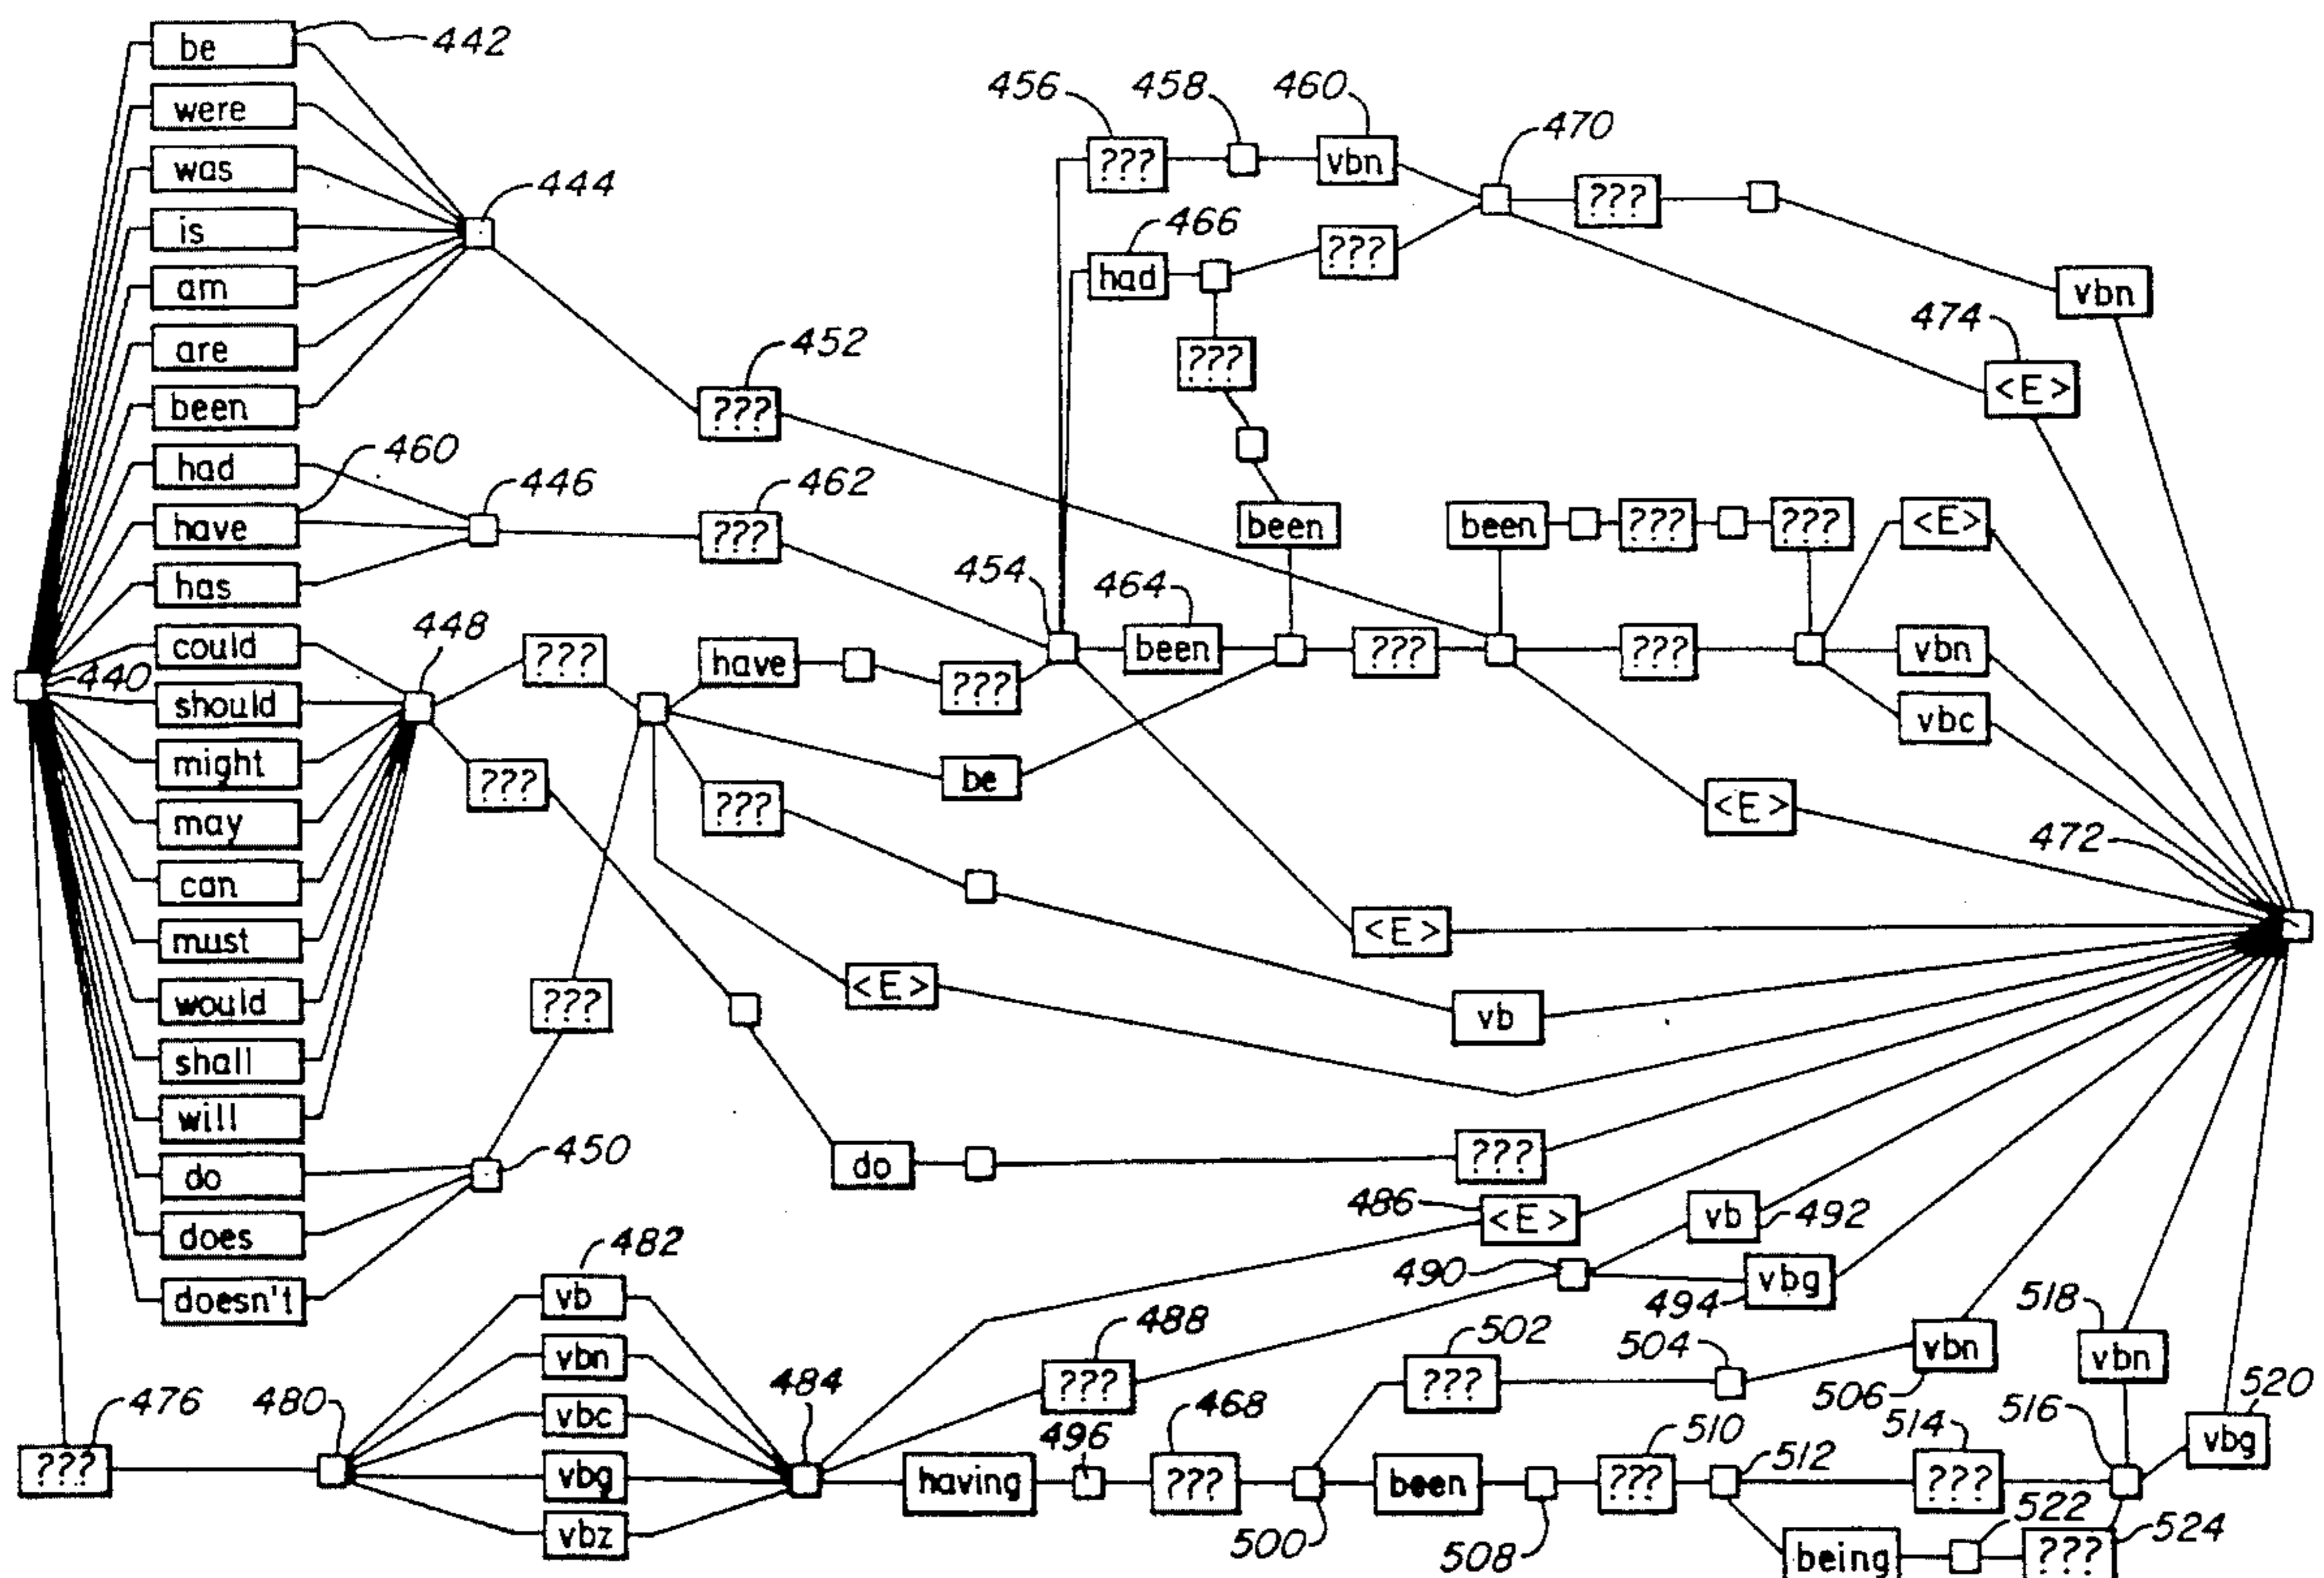 be 442
were
456 458 460
was
??? vbn 470
444
???
is
466
had ???
am
vbn
are
452
??? 474
been
??? <E>
had
460
446 462
have
??? been been ??? ??? <E>
has
454 464
could
448
??? have been ??? ??? vbn
440
should
??? vbc
might
??? be
may
??? <E>
472
can
must
<E>
would
<E>
??? vb
shall
will
do
450 do ???
does
486 <E> vb 492
482
doesn't
vb
490 vbg
494 518
vbn 488 502 504 vbn vbn
484 ??? ???
476 480 vbc 468 506 520
496 510 514 516
vbg
??? vbg having ??? been ??? 512 ???
vbz 500 508 522
being ??? 524